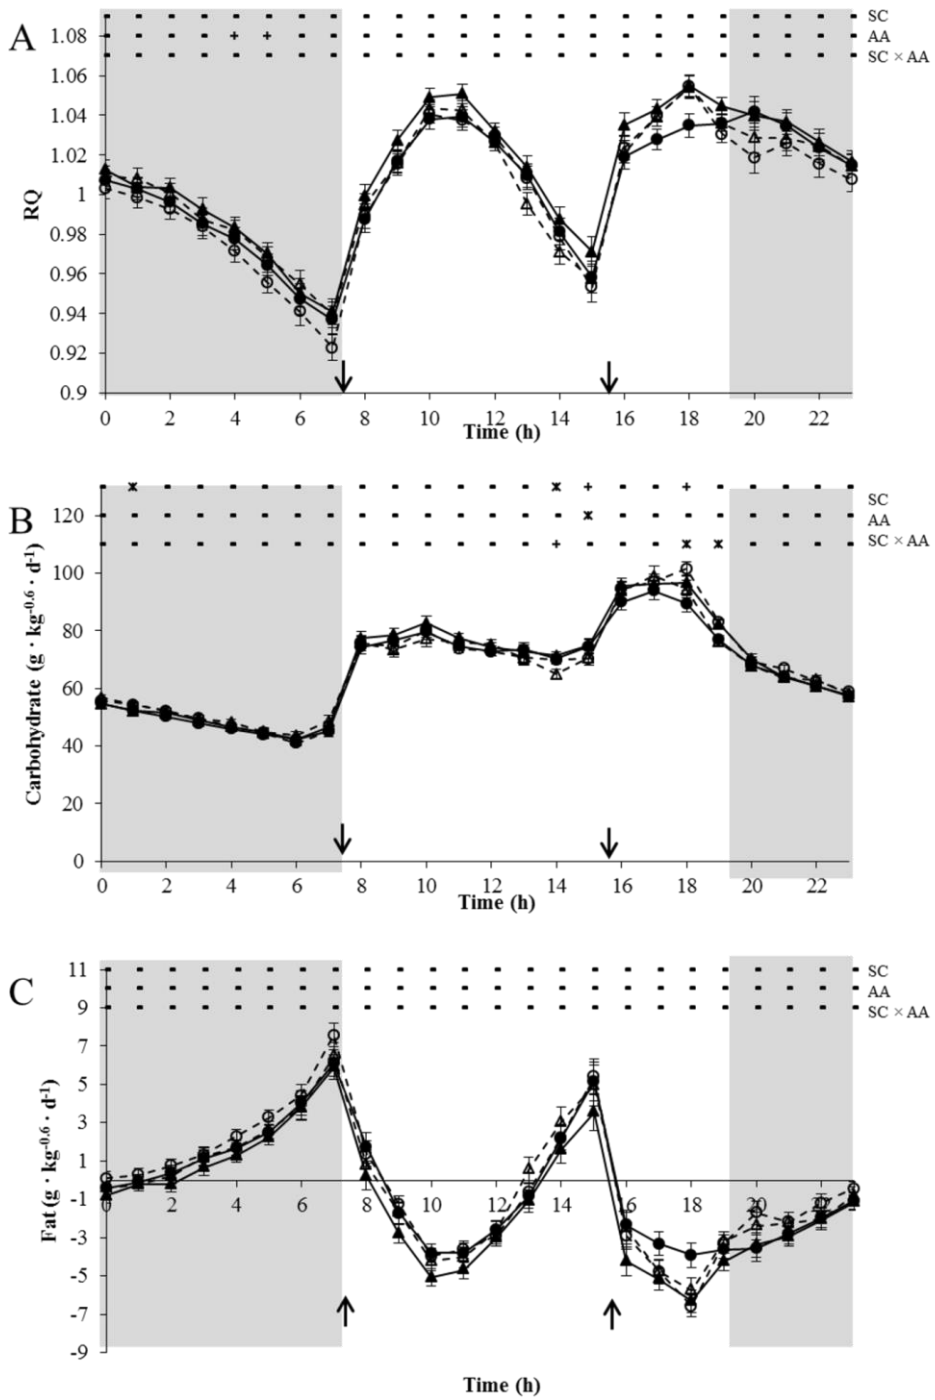 A
SC
1.08
AA
SC × AA
1.06
1.04
1.02
1
0.98
0.96
0.94
0.92
0.9
RQ
0 2 4 6 8 10 12 14 16 18 20 22
Time (h)
B
SC
120
AA
SC × AA
100
80
60
40
20
0
Carbohydrate (g · kg-0.6 · d-1)
0 2 4 6 8 10 12 14 16 18 20 22
Time (h)
C
11
SC
AA
9
SC × AA
7
5
3
1
-1
-3
-5
-7
-9
Fat (g · kg-0.6 · d-1)
0 2 4 6 8 10 12 14 16 18 20 22
Time (h)